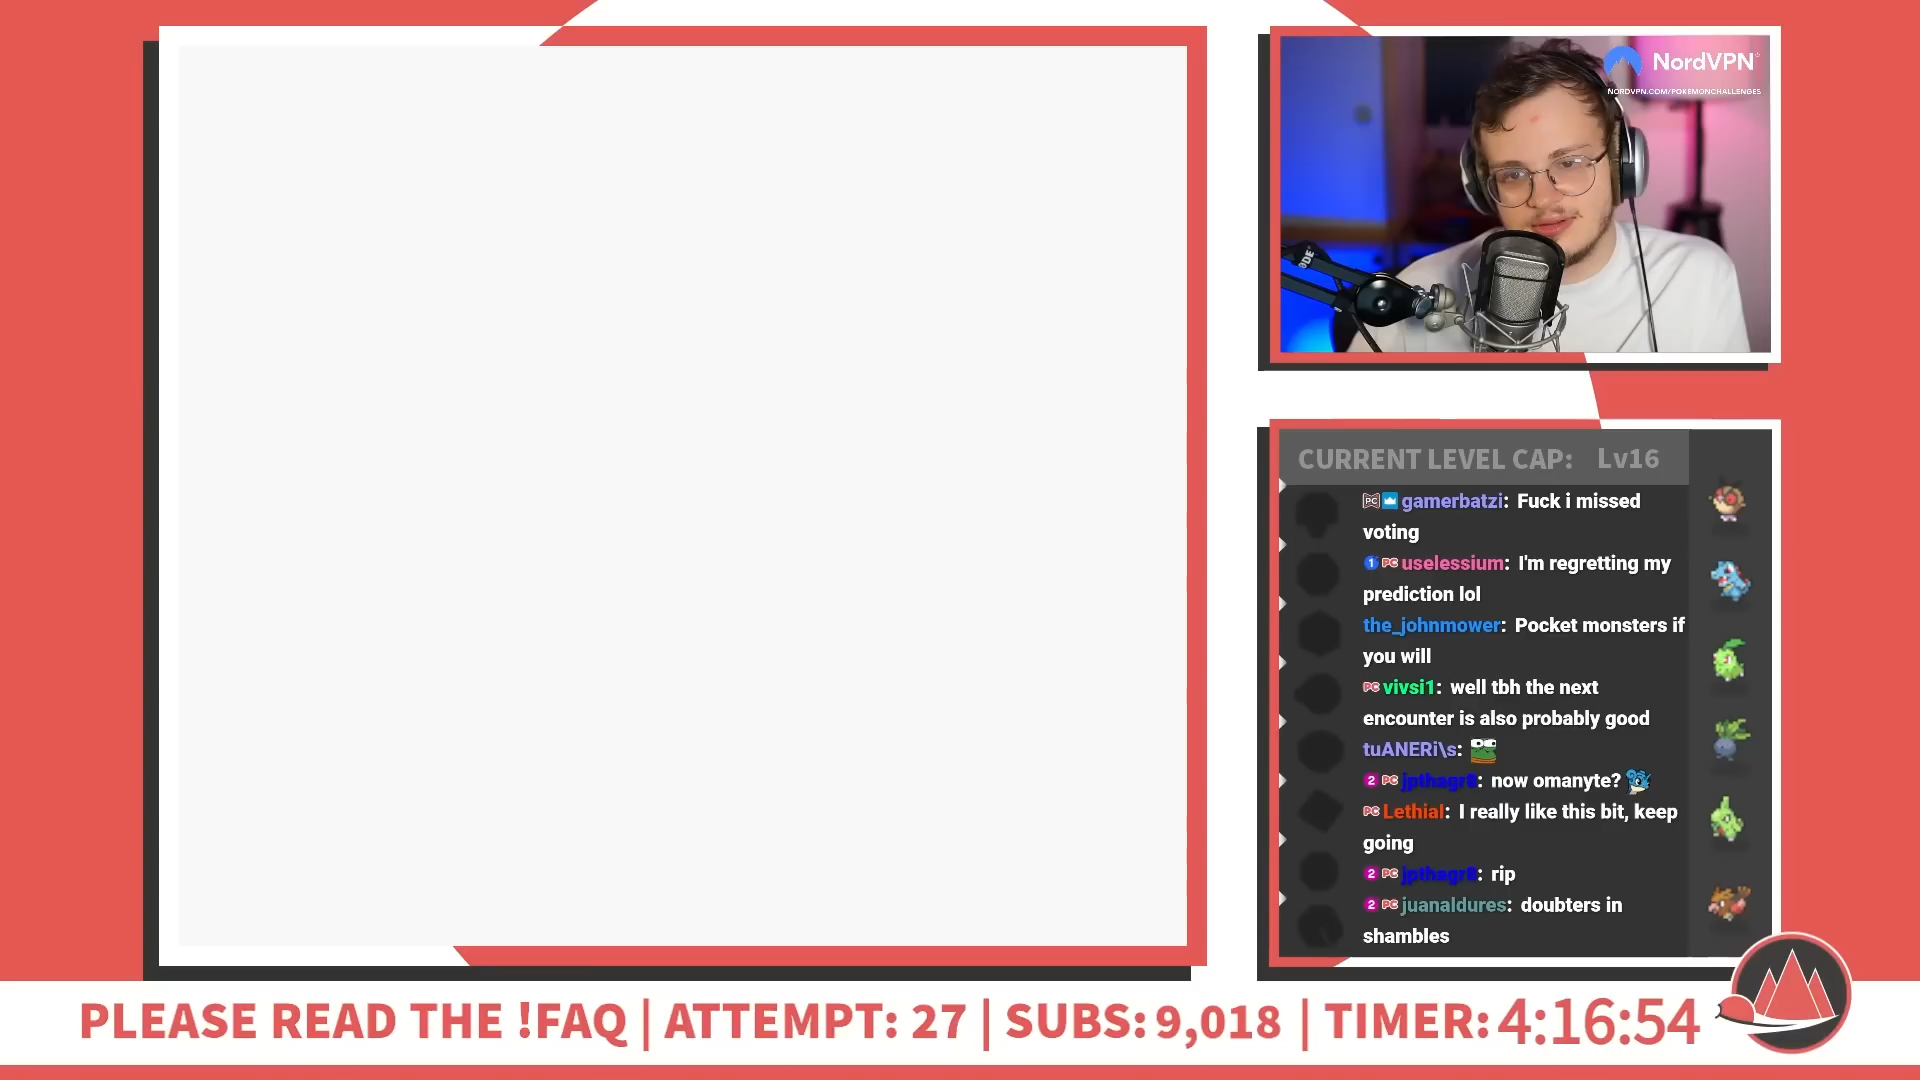 NordVPN
NORDVPN.COM/POKEMONCHALLENGES
CURRENT LEVEL CAP: Lv16
gamerbatzi: Fuck i missed
voting
uselessium: I'm regretting my
prediction lol
the_johnmower: Pocket monsters if
you will
vivsi1: well tbh the next
encounter is also probably good
tuANERi\s:
jpthagr8: now omanyte?
Lethial: I really like this bit, keep
going
jpthagr8: rip
juanaldures: doubters in
shambles
PLEASE READ THE !FAQ | ATTEMPT: 27 | SUBS: 9,018 | TIMER: 4:16:54